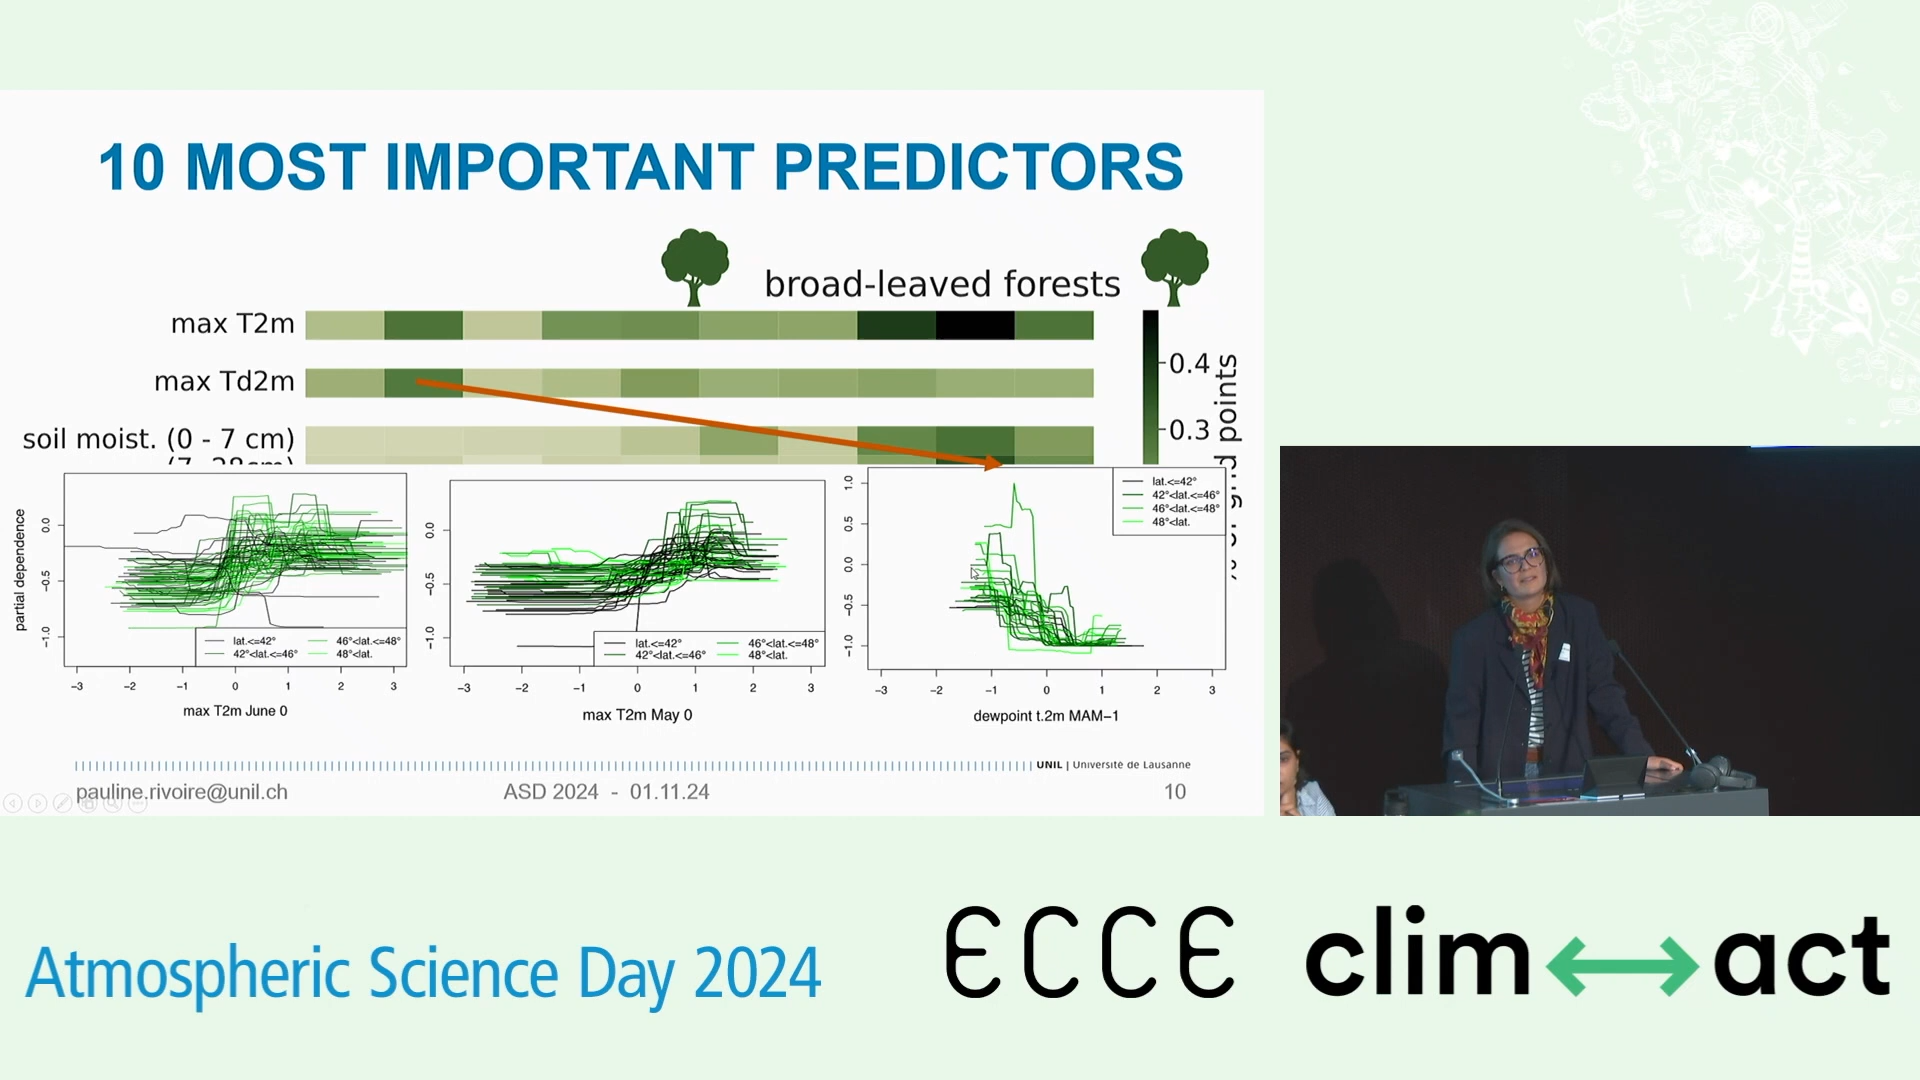 10 MOST IMPORTANT PREDICTORS
broad-leaved forests
max T2m
max Td2m
soil moist. (0 - 7 cm)
0.4
0.3
points
partial dependence
0.0
-0.5
-1.0
lat.<=42°
42°<lat.<=46°
46°<lat.<=48°
48°<lat.
-3 -2 -1 0 1 2 3
max T2m June 0
0.0
-0.5
-1.0
lat.<=42°
42°<lat.<=46°
46°<lat.<=48°
48°<lat.
-3 -2 -1 0 1 2 3
max T2m May 0
1.0
0.5
0.0
-0.5
-1.0
lat.<=42°
42°<lat.<=46°
46°<lat.<=48°
48°<lat.
-3 -2 -1 0 1 2 3
dewpoint t.2m MAM-1
UNIL | Université de Lausanne
pauline.rivoire@unil.ch
ASD 2024 - 01.11.24
10
Atmospheric Science Day 2024
ECCE
clim act